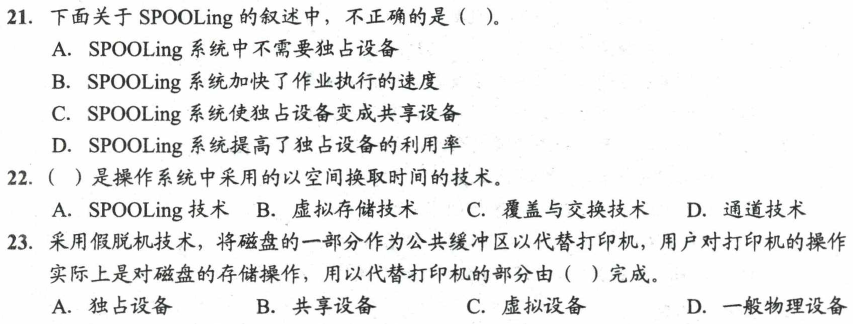 21. 下面关于 SPOOLing 的叙述中，不正确的是（ ）。
A. SPOOLing 系统中不需要独占设备
B. SPOOLing 系统加快了作业执行的速度
C. SPOOLing 系统使独占设备变成共享设备
D. SPOOLing 系统提高了独占设备的利用率
22.（ ）是操作系统中采用的以空间换取时间的技术。
A. SPOOLing 技术 B. 虚拟存储技术 C. 覆盖与交换技术 D. 通道技术
23. 采用假脱机技术，将磁盘的一部分作为公共缓冲区以代替打印机，用户对打印机的操作
实际上是对磁盘的存储操作，用以代替打印机的部分由（ ）完成。
A. 独占设备 B. 共享设备 C. 虚拟设备 D. 一般物理设备